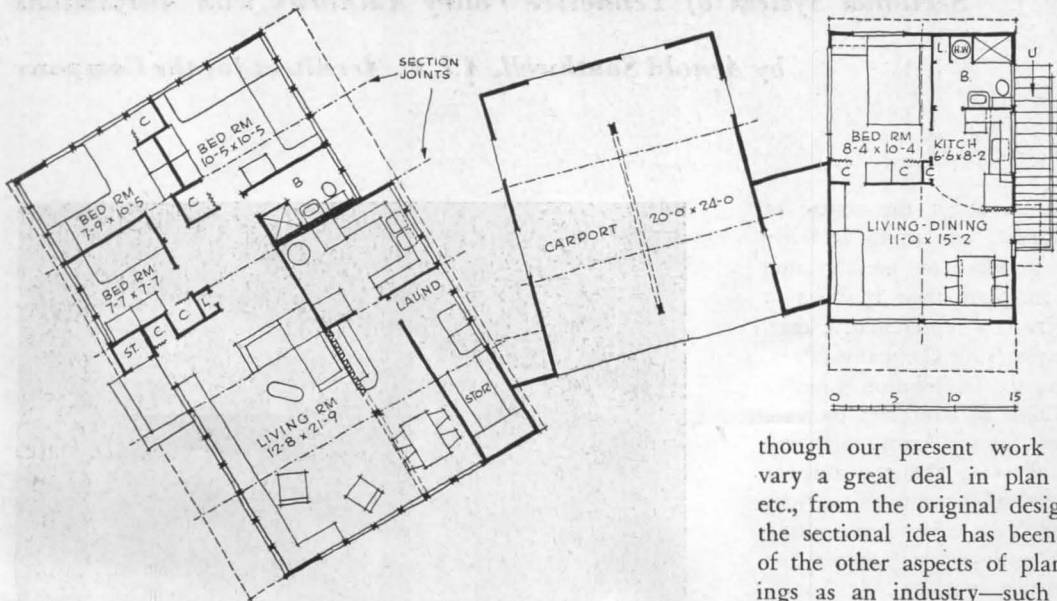 SECTION
JOINTS
C
BED RM
10-5 x 10-5
BED RM
7-9 x 10-5
C
B
BED RM
7-7 x 7-7
L
C
C
ST.
LAUND
STOR
LIVING RM
12-8 x 21-9
CARPORT
20-0 x 24-0
L.
H.W
B
U
BED RM
8-4 x 10-4
KITCH
6-6 x 8-2
C
C
C
LIVING-DINING
11-0 x 15-2
0 5 10 15
though our present work
vary a great deal in plan
etc., from the original desig
the sectional idea has been
of the other aspects of plan
ings as an industry—such